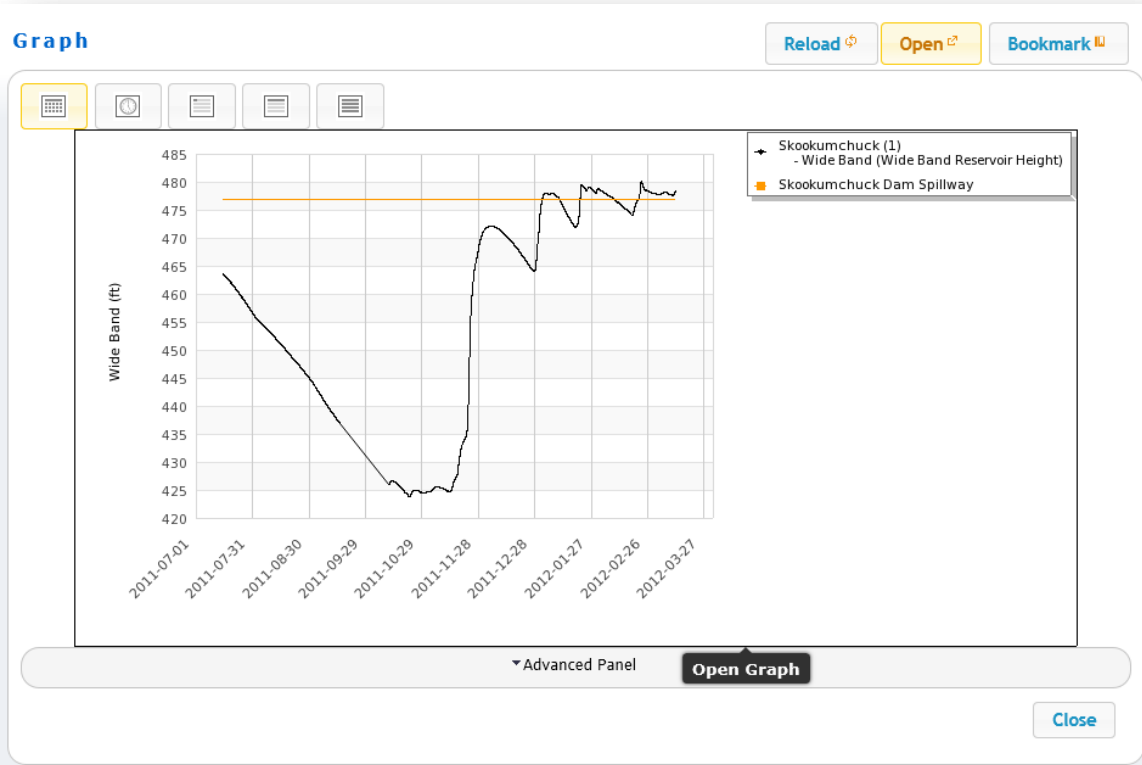 Graph
Reload
Open
Bookmark
Skookumchuck (1)
- Wide Band (Wide Band Reservoir Height)
Skookumchuck Dam Spillway
Wide Band (ft)
485
480
475
470
465
460
455
450
445
440
435
430
425
420
2011-07-01
2011-07-31
2011-08-30
2011-09-29
2011-10-29
2011-11-28
2011-12-28
2012-01-27
2012-02-26
2012-03-27
Advanced Panel
Open Graph
Close